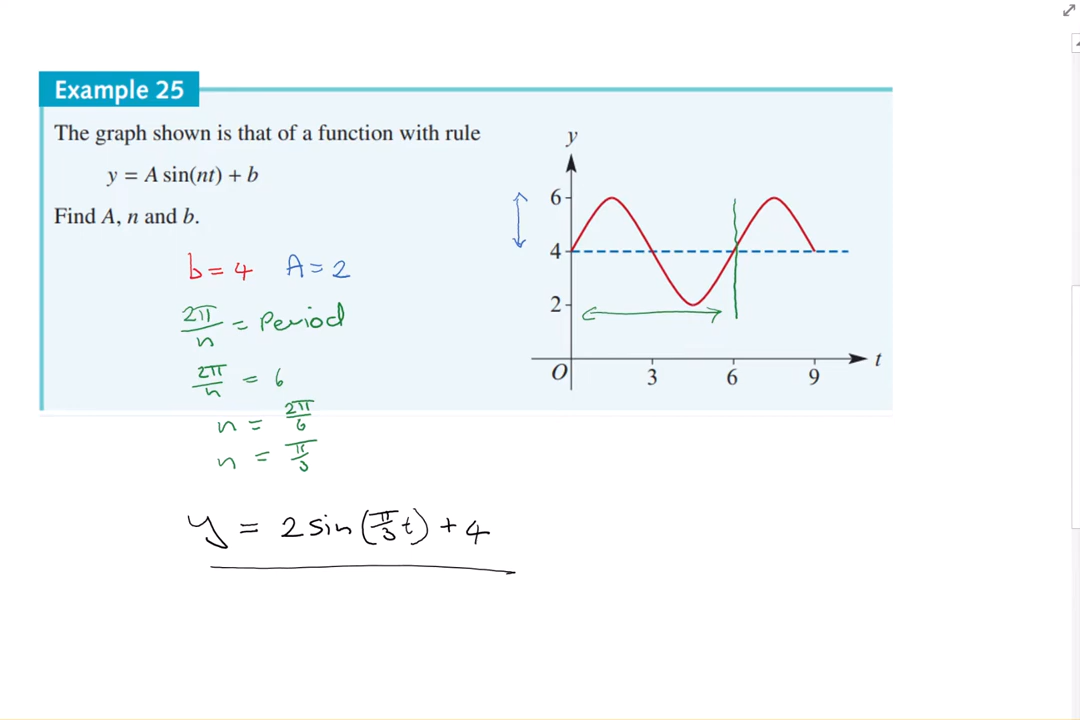 Example 25
The graph shown is that of a function with rule
y = A sin(nt) + b
Find A, n and b.
b = 4 A = 2
2π/n = Period
2π/n = 6
n = 2π/6
n = π/3
y = 2 sin(π/3 t) + 4
y
6
4
2
O 3 6 9 t